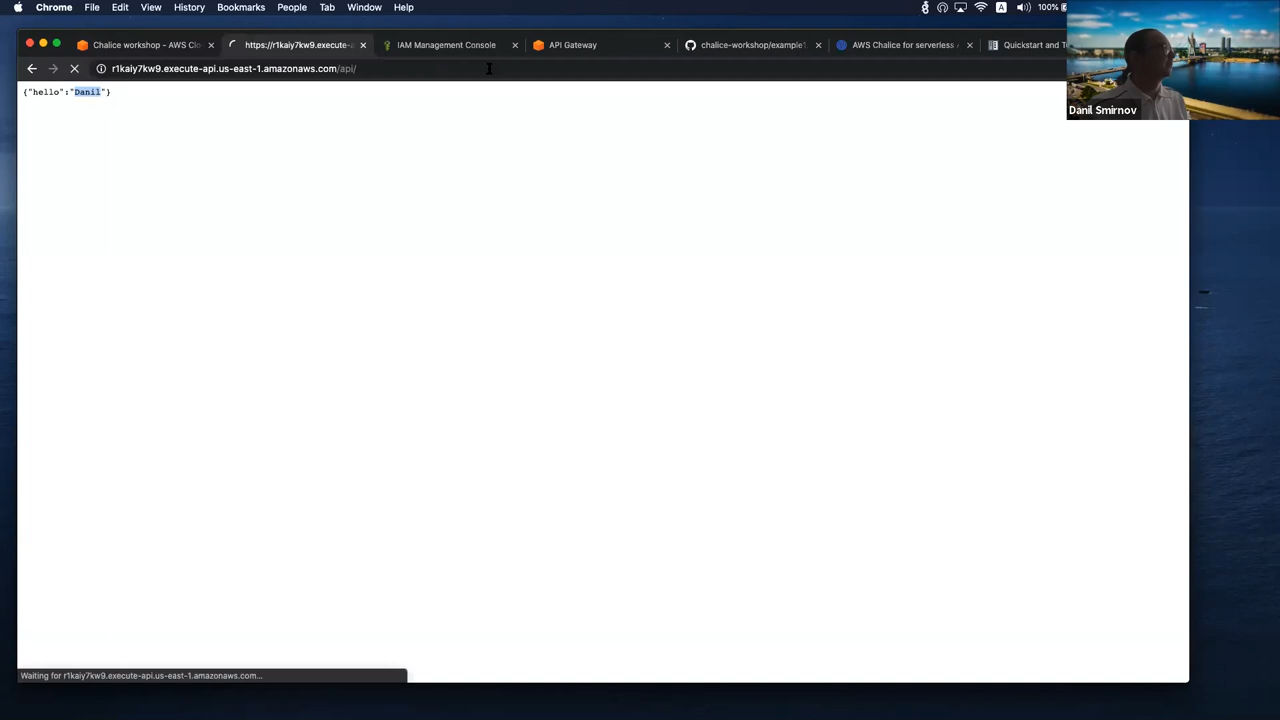 Chrome File Edit View History Bookmarks People Tab Window Help A 100%
Chalice workshop - AWS Clo https://r1kaiy7kw9.execute-a IAM Management Console API Gateway chalice-workshop/example1 AWS Chalice for serverless Quickstart and T
r1kaiy7kw9.execute-api.us-east-1.amazonaws.com/api/
{"hello":"Danil"}
Danil Smirnov
Waiting for r1kaiy7kw9.execute-api.us-east-1.amazonaws.com...